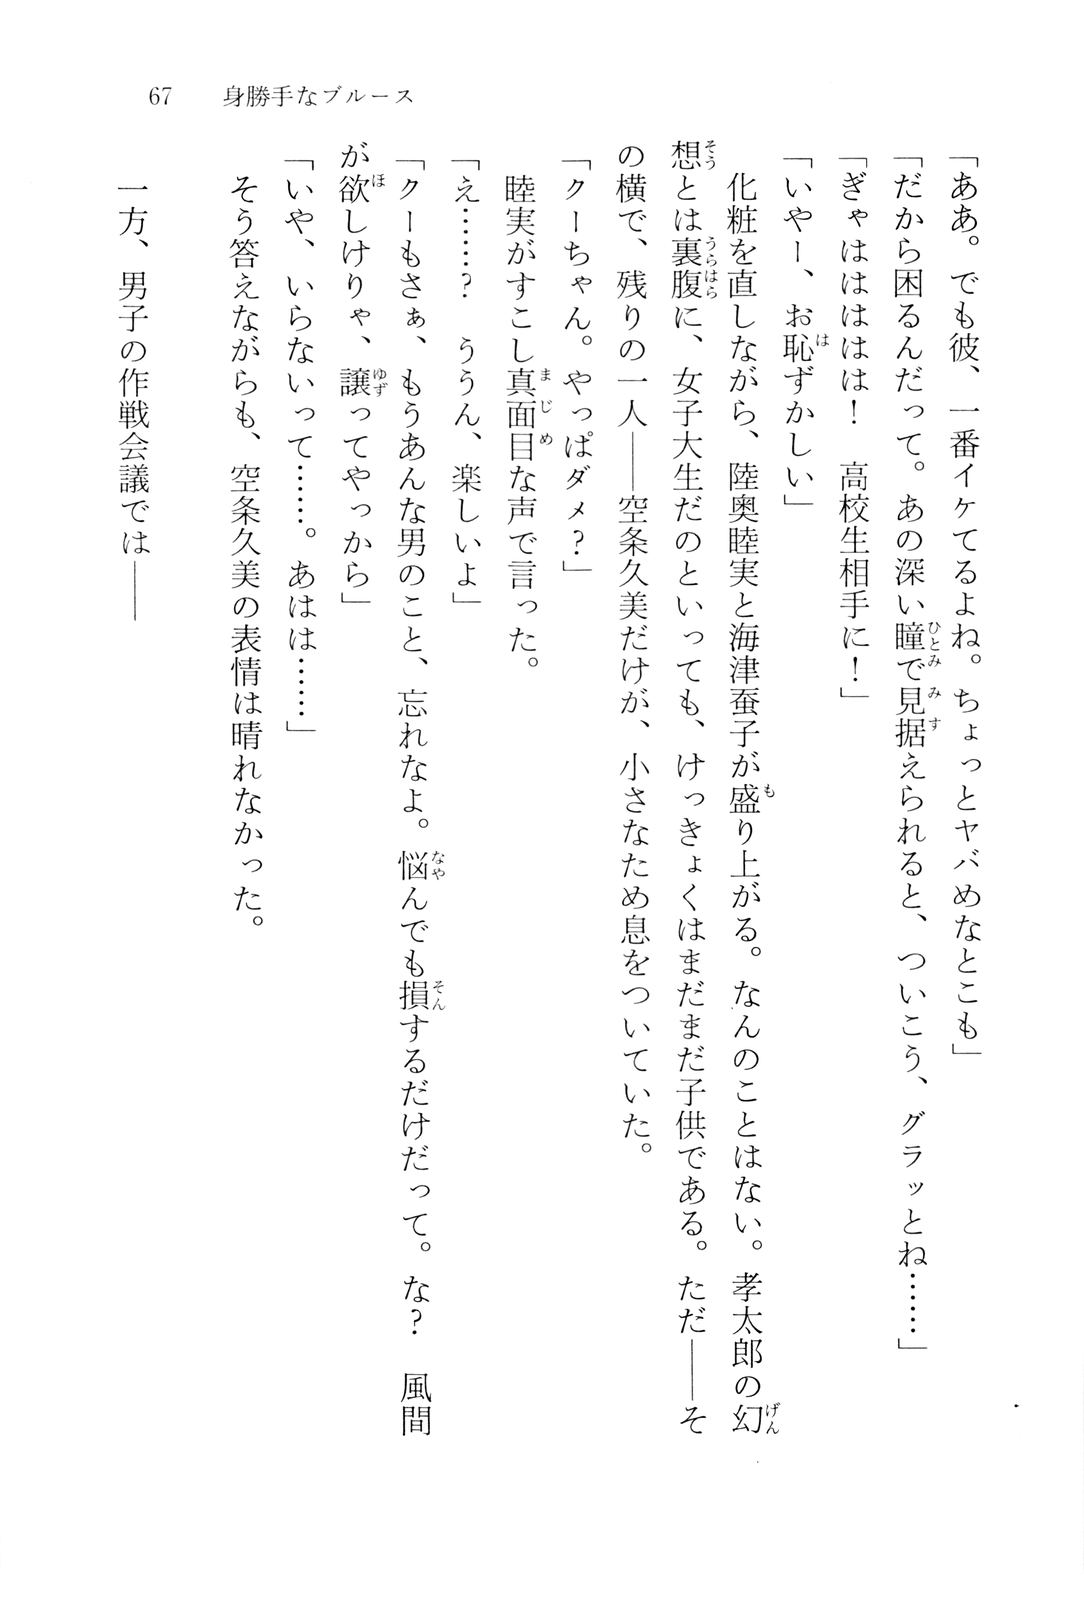 67　身勝手なブルース
「ああ。でも彼、一番イケてるよね。ちょっとヤバめなとこも」
「だから困るんだって。あの深い瞳で見据えられると、ついこう、グラッとね……」
「ぎゃはははは！　高校生相手に！」
「いやー、お恥ずかしい」
　化粧を直しながら、陸奥睦実と海津蚕子が盛り上がる。なんのことはない。孝太郎の幻
想とは裏腹に、女子大生だのといっても、けっきょくはまだまだ子供である。ただ――そ
の横で、残りの一人――空条久美だけが、小さなため息をついていた。
「クーちゃん。やっぱダメ？」
　睦実がすこし真面目な声で言った。
「え……？　ううん、楽しいよ」
「クーもさぁ、もうあんな男のこと、忘れなよ。悩んでも損するだけだって。な？　風間
が欲しけりゃ、譲ってやっから」
「いや、いらないって……。あはは……」
　そう答えながらも、空条久美の表情は晴れなかった。
一方、男子の作戦会議では――